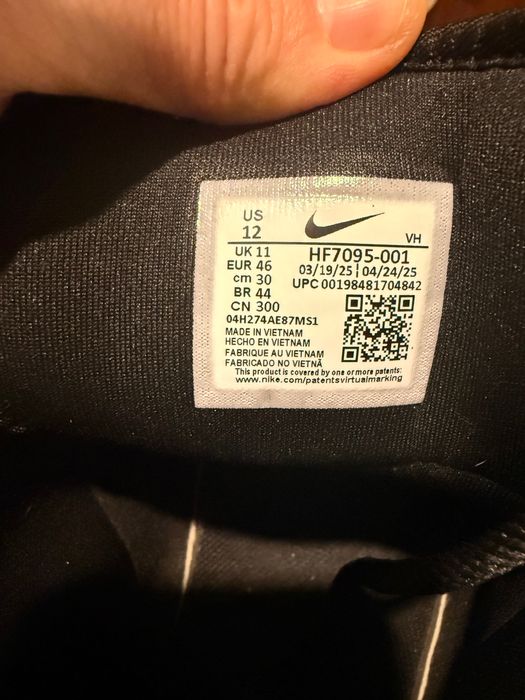 US
12
VH
UK 11
EUR 46
cm 30
BR 44
CN 300
HF7095-001
03/19/25 | 04/24/25
UPC 00198481704842
04H274AE87MS1
MADE IN VIETNAM
HECHO EN VIETNAM
FABRIQUE AU VIETNAM
FABRICADO NO VIETNÃ
This product is covered by one or more patents:
www.nike.com/patentsvirtualmarking